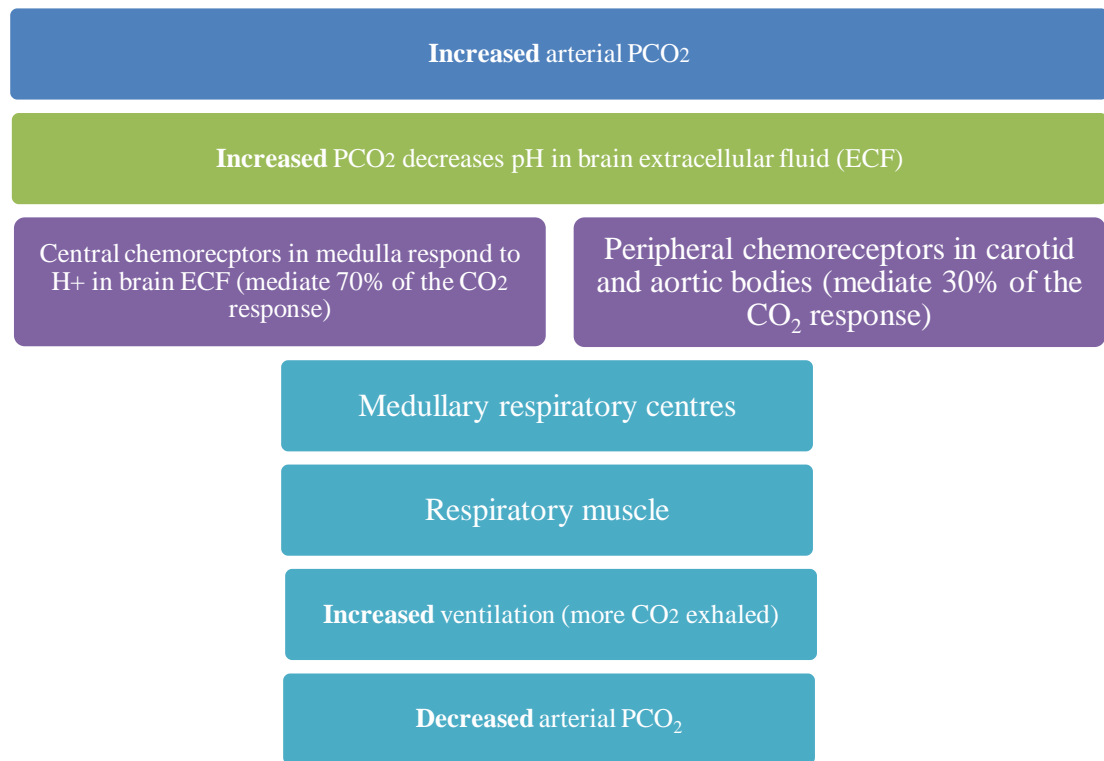 Increased arterial PCO2
Increased PCO2 decreases pH in brain extracellular fluid (ECF)
Central chemorecptors in medulla respond to
H+ in brain ECF (mediate 70% of the CO2
response)
Peripheral chemoreceptors in carotid
and aortic bodies (mediate 30% of the
CO₂ response)
Medullary respiratory centres
Respiratory muscle
Increased ventilation (more CO2 exhaled)
Decreased arterial PCO₂